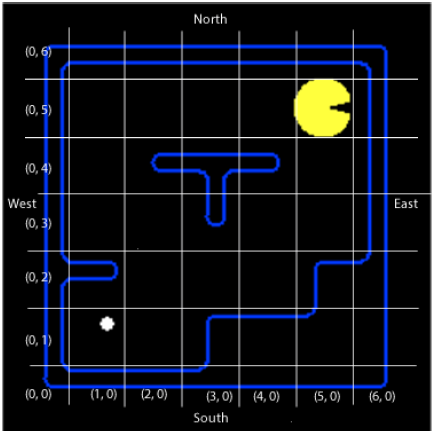 North
(0, 6)
(0, 5)
(0, 4)
West
East
(0, 3)
(0, 2)
(0, 1)
(0, 0) (1, 0) (2, 0) (3, 0) (4, 0) (5, 0) (6, 0)
South